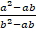 a² − ab
b² − ab